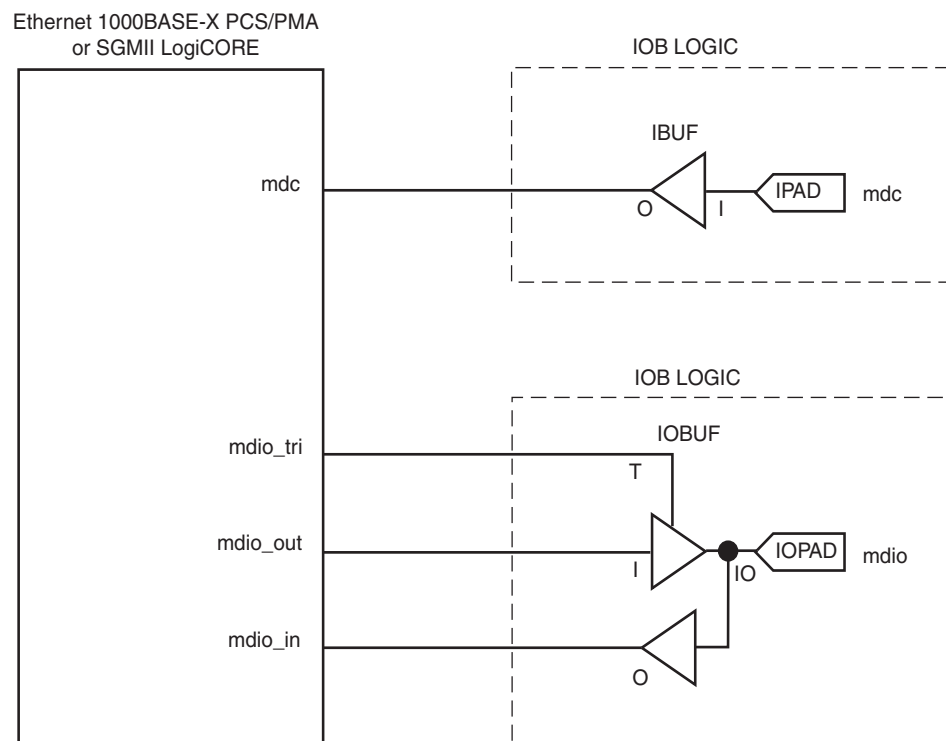 Ethernet 1000BASE-X PCS/PMA
or SGMII LogiCORE
IOB LOGIC
IBUF
mdc
O
I
IPAD
mdc
IOB LOGIC
IOBUF
mdio_tri
T
mdio_out
I
IO
IOPAD
mdio
mdio_in
O